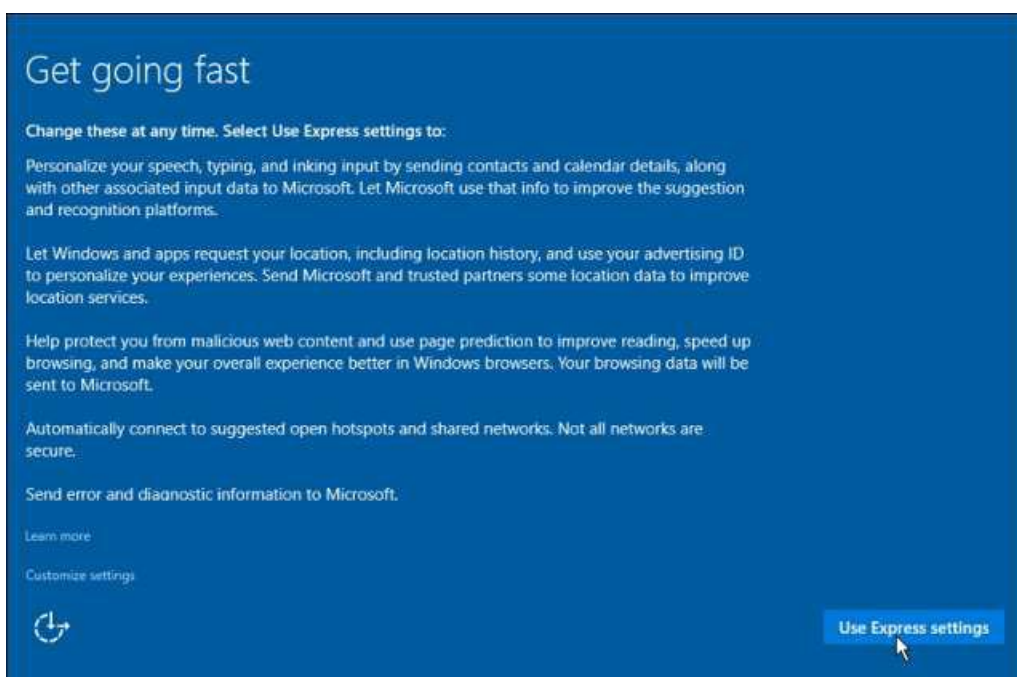 Get going fast
Change these at any time. Select Use Express settings to:
Personalize your speech, typing, and inking input by sending contacts and calendar details, along
with other associated input data to Microsoft. Let Microsoft use that info to improve the suggestion
and recognition platforms.
Let Windows and apps request your location, including location history, and use your advertising ID
to personalize your experiences. Send Microsoft and trusted partners some location data to improve
location services.
Help protect you from malicious web content and use page prediction to improve reading, speed up
browsing, and make your overall experience better in Windows browsers. Your browsing data will be
sent to Microsoft.
Automatically connect to suggested open hotspots and shared networks. Not all networks are
secure.
Send error and diagnostic information to Microsoft.
Learn more
Customize settings
Use Express settings